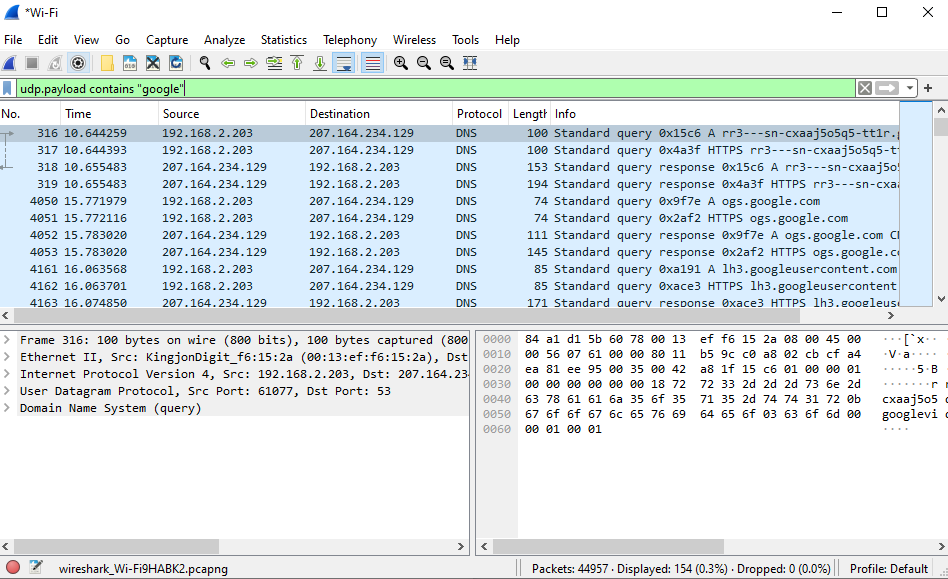 *Wi-Fi
File Edit View Go Capture Analyze Statistics Telephony Wireless Tools Help
udp.payload contains "google"
No. Time Source Destination Protocol Length Info
316 10.644259 192.168.2.203 207.164.234.129 DNS 100 Standard query 0x15c6 A rr3---sn-cxaaj5o5q5-tt1r.g
317 10.644393 192.168.2.203 207.164.234.129 DNS 100 Standard query 0x4a3f HTTPS rr3---sn-cxaaj5o5q5-tt
318 10.655483 207.164.234.129 192.168.2.203 DNS 153 Standard query response 0x15c6 A rr3---sn-cxaaj5o5
319 10.655483 207.164.234.129 192.168.2.203 DNS 194 Standard query response 0x4a3f HTTPS rr3---sn-cxaa
4050 15.771979 192.168.2.203 207.164.234.129 DNS 74 Standard query 0x9f7e A ogs.google.com
4051 15.772116 192.168.2.203 207.164.234.129 DNS 74 Standard query 0x2af2 HTTPS ogs.google.com
4052 15.783020 207.164.234.129 192.168.2.203 DNS 111 Standard query response 0x9f7e A ogs.google.com
4053 15.783020 207.164.234.129 192.168.2.203 DNS 145 Standard query response 0x2af2 HTTPS ogs.google.c
4161 16.063568 192.168.2.203 207.164.234.129 DNS 85 Standard query 0xa191 A lh3.googleusercontent.com
4162 16.063701 192.168.2.203 207.164.234.129 DNS 85 Standard query 0xace3 HTTPS lh3.googleusercontent
4163 16.074850 207.164.234.129 192.168.2.203 DNS 171 Standard query response 0xace3 HTTPS lh3.googleus
Frame 316: 100 bytes on wire (800 bits), 100 bytes captured (800
Ethernet II, Src: KingjonDigit_f6:15:2a (00:13:ef:f6:15:2a), Dst
Internet Protocol Version 4, Src: 192.168.2.203, Dst: 207.164.23
User Datagram Protocol, Src Port: 61077, Dst Port: 53
Domain Name System (query)
0000 84 a1 d1 5b 60 78 00 13 ef f6 15 2a 08 00 45 00 ···[`x··
0010 00 56 07 61 00 00 80 11 b5 9c c0 a8 02 cb cf a4 ·V·a····
0020 ea 81 ee 95 00 35 00 42 a8 1f 15 c6 01 00 00 01 ·····5·B
0030 00 00 00 00 00 00 18 72 72 33 2d 2d 2d 73 6e 2d ·······r
0040 63 78 61 61 6a 35 6f 35 71 35 2d 74 74 31 72 0b cxaaj5o5
0050 67 6f 6f 67 6c 65 76 69 64 65 6f 03 63 6f 6d 00 googlevi
0060 00 01 00 01 ····
wireshark_Wi-Fi9HABK2.pcapng Packets: 44957 · Displayed: 154 (0.3%) · Dropped: 0 (0.0%) Profile: Default